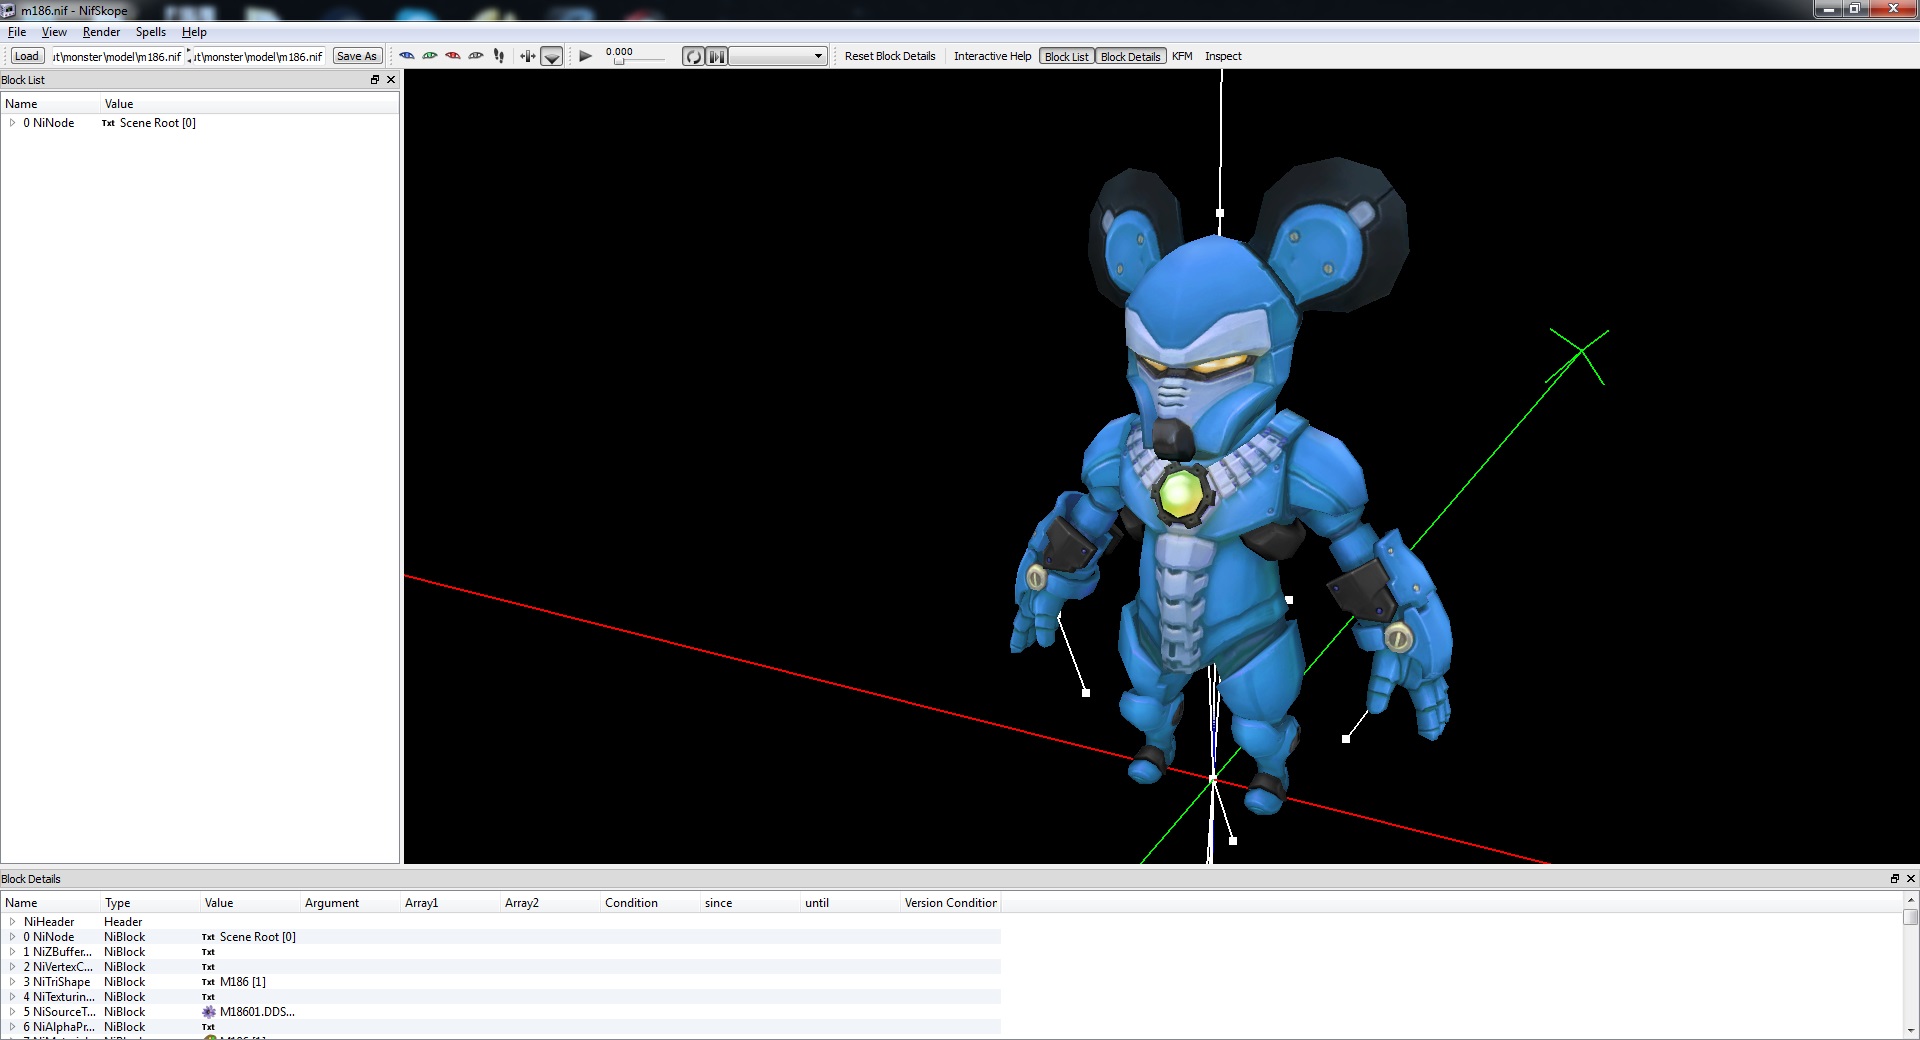 m186.nif - NifSkope
File View Render Spells Help
Load ıt\monster\model\m186.nif ıt\monster\model\m186.nif Save As 0.000 Reset Block Details Interactive Help Block List Block Details KFM Inspect
Block List
Name Value
0 NiNode Txt Scene Root [0]
Block Details
Name Type Value Argument Array1 Array2 Condition since until Version Condition
NiHeader Header
0 NiNode NiBlock Txt Scene Root [0]
1 NiZBuffer... NiBlock Txt
2 NiVertexC... NiBlock Txt
3 NiTriShape NiBlock Txt M186 [1]
4 NiTexturin... NiBlock Txt
5 NiSourceT... NiBlock M18601.DDS...
6 NiAlphaPr... NiBlock Txt